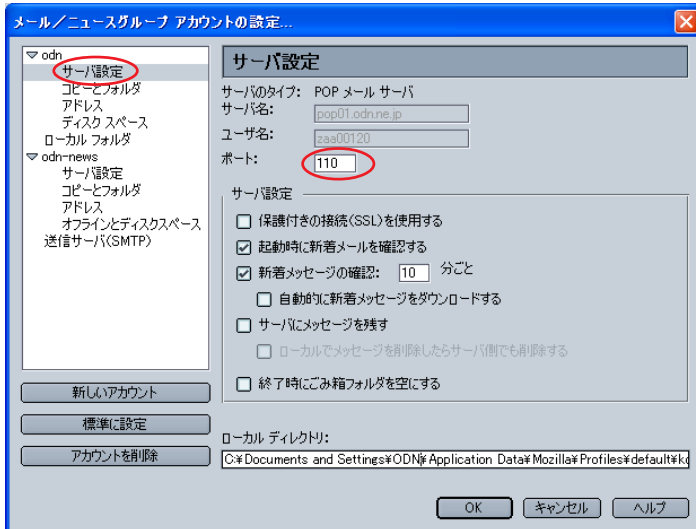 メール/ニュースグループ アカウントの設定...
odn
サーバ設定
コピーとフォルダ
アドレス
ディスク スペース
ローカル フォルダ
odn-news
サーバ設定
コピーとフォルダ
アドレス
オフラインとディスクスペース
送信サーバ(SMTP)
新しいアカウント
標準に設定
アカウントを削除
サーバ設定
サーバのタイプ: POP メール サーバ
サーバ名: pop01.odn.ne.jp
ユーザ名: zaa00120
ポート: 110
サーバ設定
保護付きの接続(SSL)を使用する
起動時に新着メールを確認する
新着メッセージの確認: 10 分ごと
自動的に新着メッセージをダウンロードする
サーバにメッセージを残す
ローカルでメッセージを削除したらサーバ側でも削除する
終了時にごみ箱フォルダを空にする
ローカル ディレクトリ:
C:¥Documents and Settings¥ODN¥Application Data¥Mozilla¥Profiles¥default¥
OK キャンセル ヘルプ